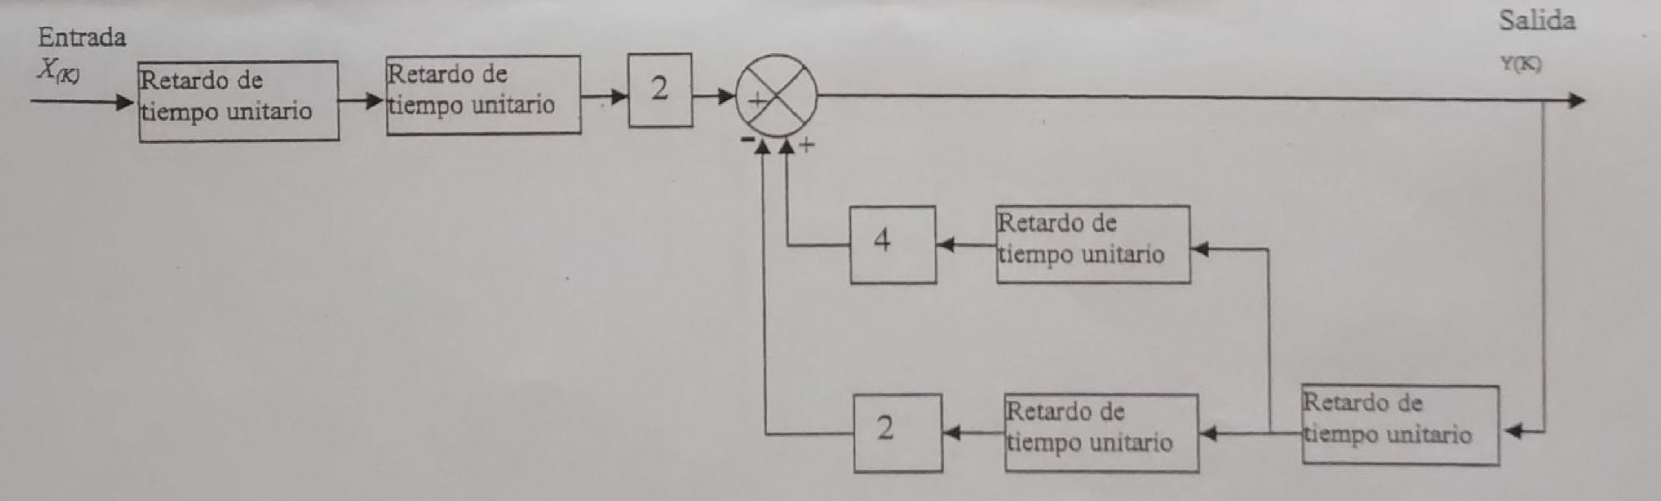 Entrada
X(K)
Retardo de
tiempo unitario
Retardo de
tiempo unitario
2
+
-
+
Salida
Y(K)
4
Retardo de
tiempo unitario
2
Retardo de
tiempo unitario
Retardo de
tiempo unitario